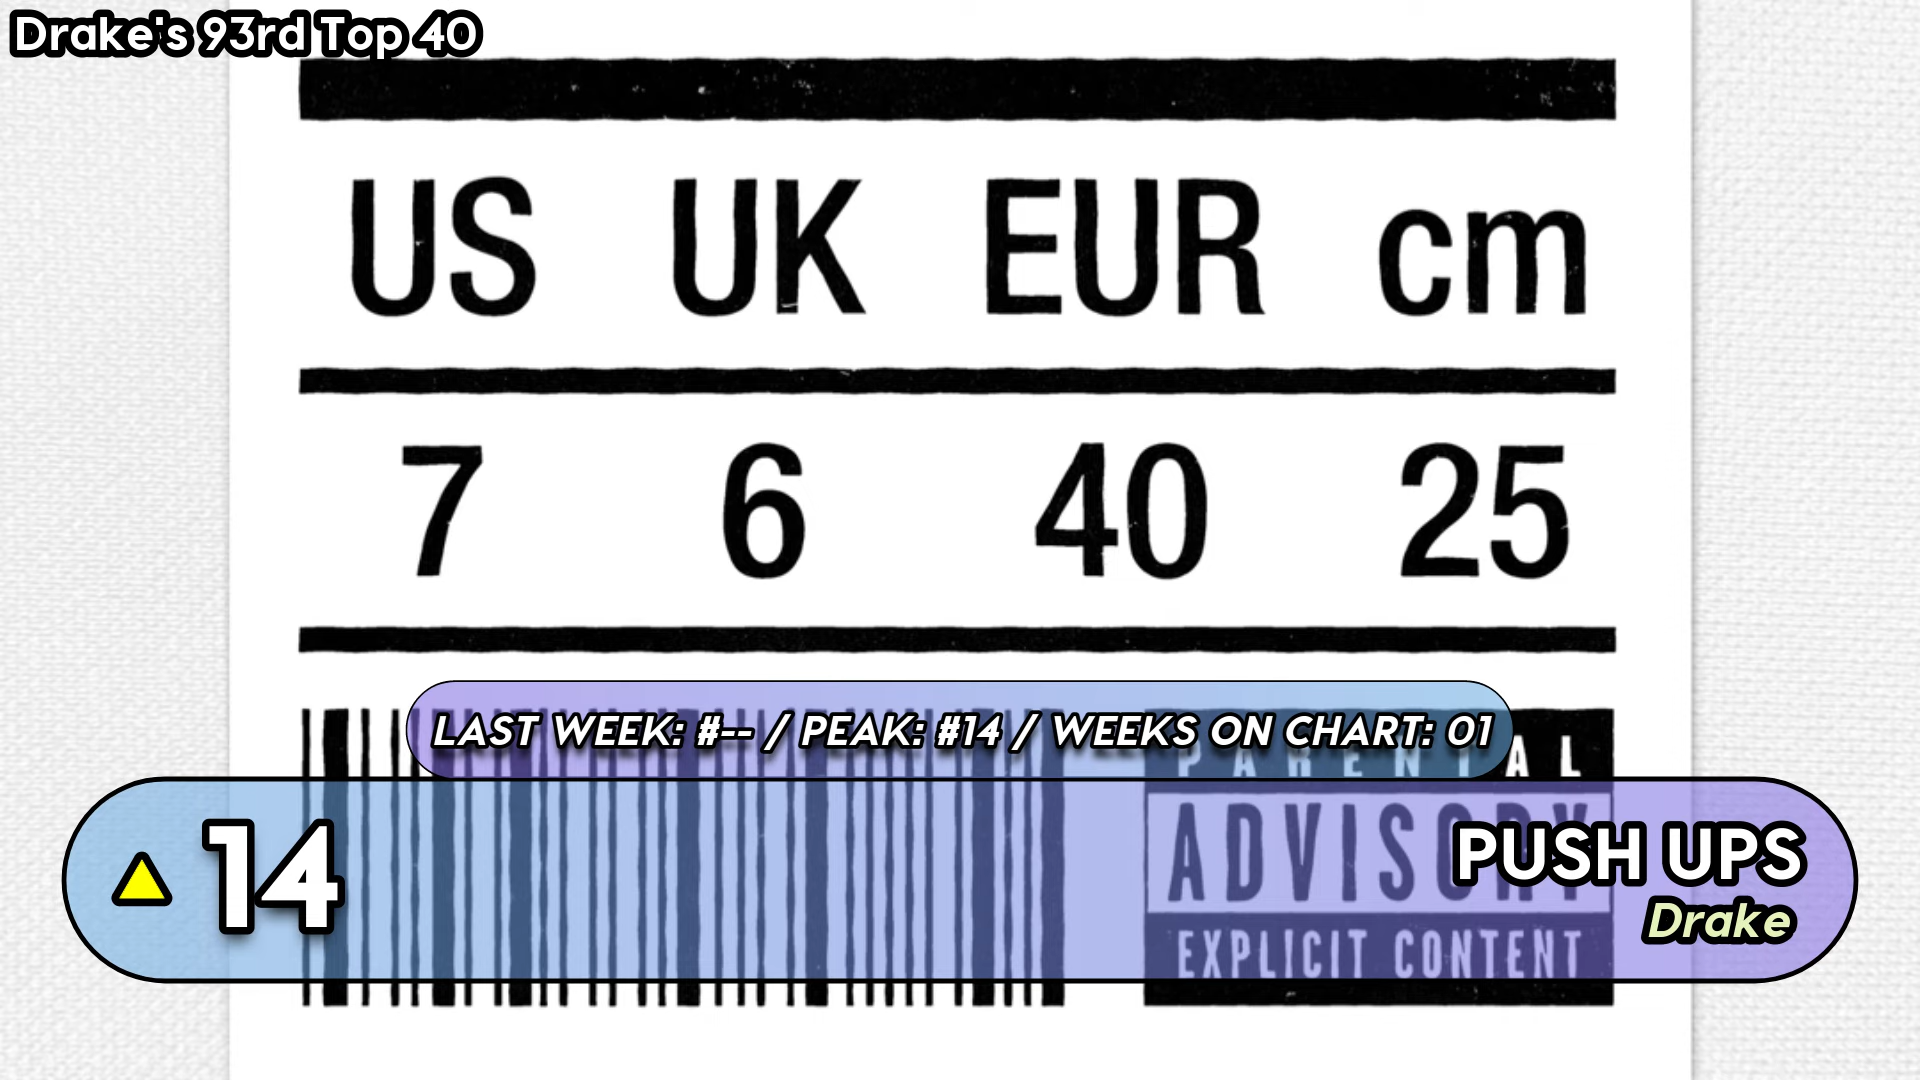 Drake's 93rd Top 40
US UK EUR cm
7 6 40 25
LAST WEEK: #-- / PEAK: #14 / WEEKS ON CHART: 01
PARENTAL
ADVISORY
EXPLICIT CONTENT
14
PUSH UPS
Drake